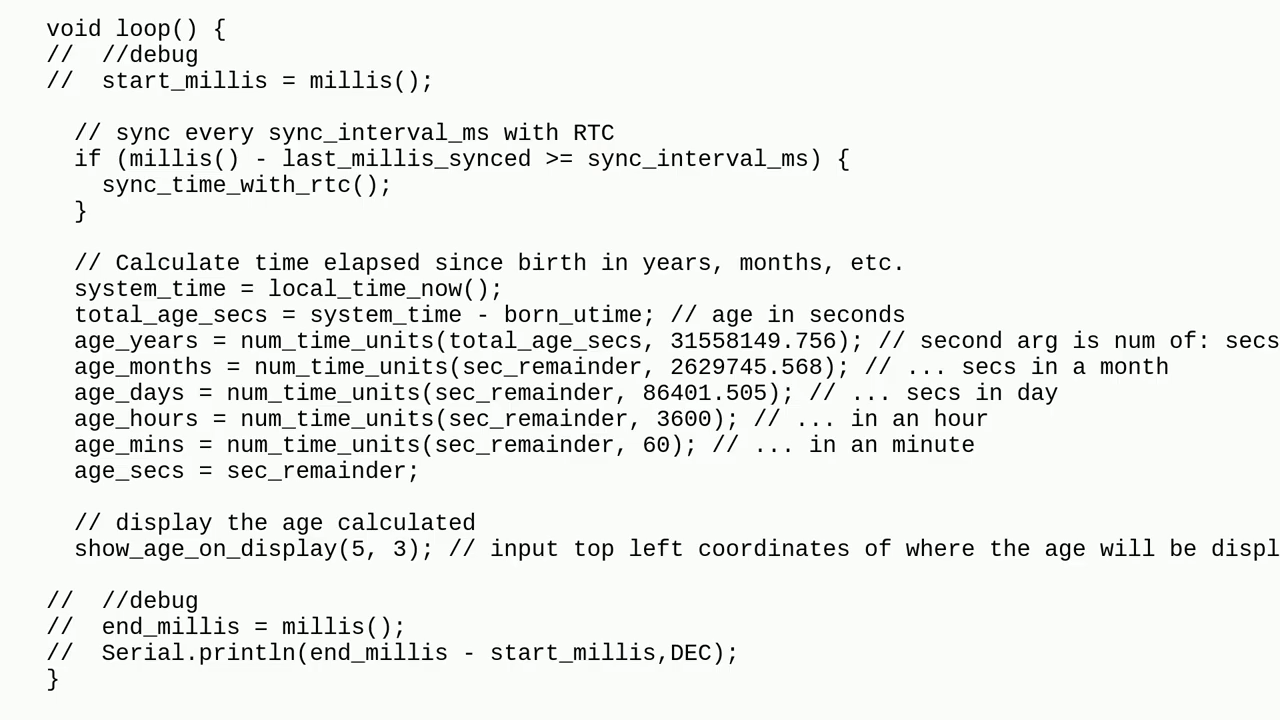 void loop() {
//  //debug
//  start_millis = millis();
// sync every sync_interval_ms with RTC
if (millis() - last_millis_synced >= sync_interval_ms) {
sync_time_with_rtc();
}
// Calculate time elapsed since birth in years, months, etc.
system_time = local_time_now();
total_age_secs = system_time - born_utime; // age in seconds
age_years = num_time_units(total_age_secs, 31558149.756); // second arg is num of: secs
age_months = num_time_units(sec_remainder, 2629745.568); // ... secs in a month
age_days = num_time_units(sec_remainder, 86401.505); // ... secs in day
age_hours = num_time_units(sec_remainder, 3600); // ... in an hour
age_mins = num_time_units(sec_remainder, 60); // ... in an minute
age_secs = sec_remainder;
// display the age calculated
show_age_on_display(5, 3); // input top left coordinates of where the age will be displ
//  //debug
//  end_millis = millis();
//  Serial.println(end_millis - start_millis,DEC);
}